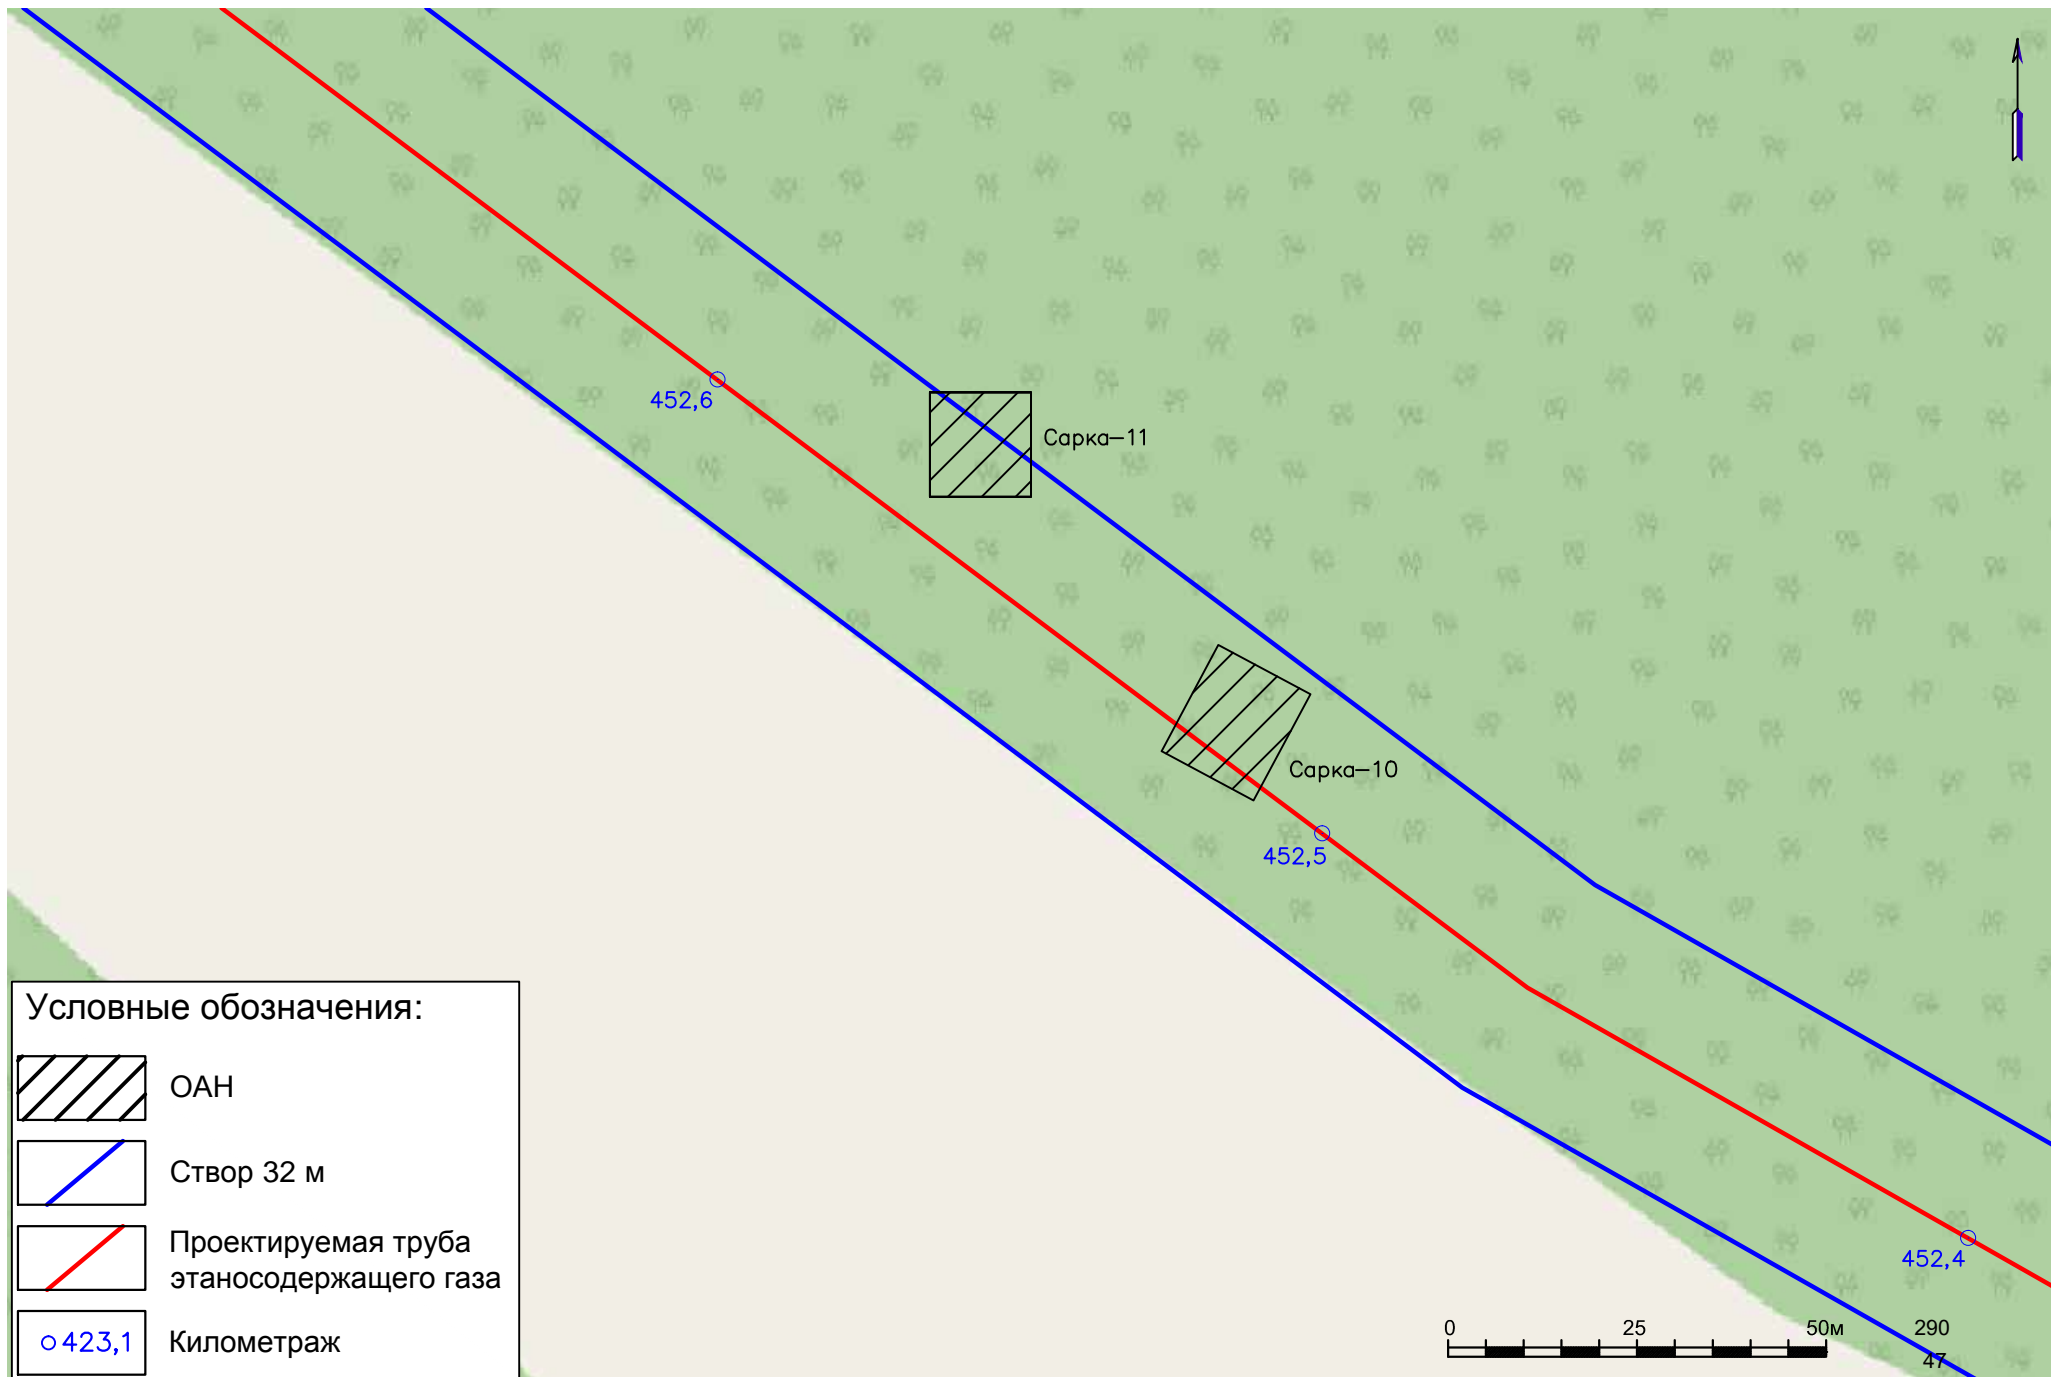 452,6
Сарка-11
Сарка-10
452,5
452,4
Условные обозначения:
ОАН
Створ 32 м
Проектируемая труба
этаносодержащего газа
423,1
Километраж
0 25 50м
290
47